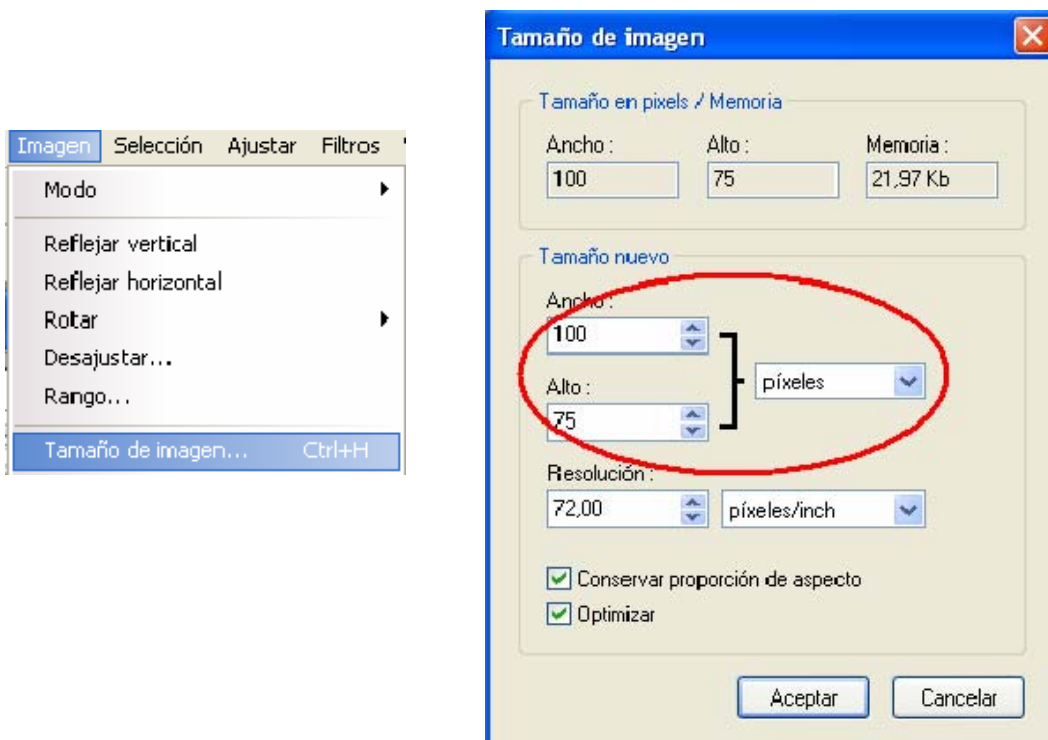 Imagen Selección Ajustar Filtros
Modo
Reflejar vertical
Reflejar horizontal
Rotar
Desajustar...
Rango...
Tamaño de imagen... Ctrl+H
Tamaño de imagen
Tamaño en pixels / Memoria
Ancho : Alto : Memoria :
100 75 21,97 Kb
Tamaño nuevo
Ancho :
100
píxeles
Alto :
75
Resolución :
72,00 píxeles/inch
Conservar proporción de aspecto
Optimizar
Aceptar Cancelar